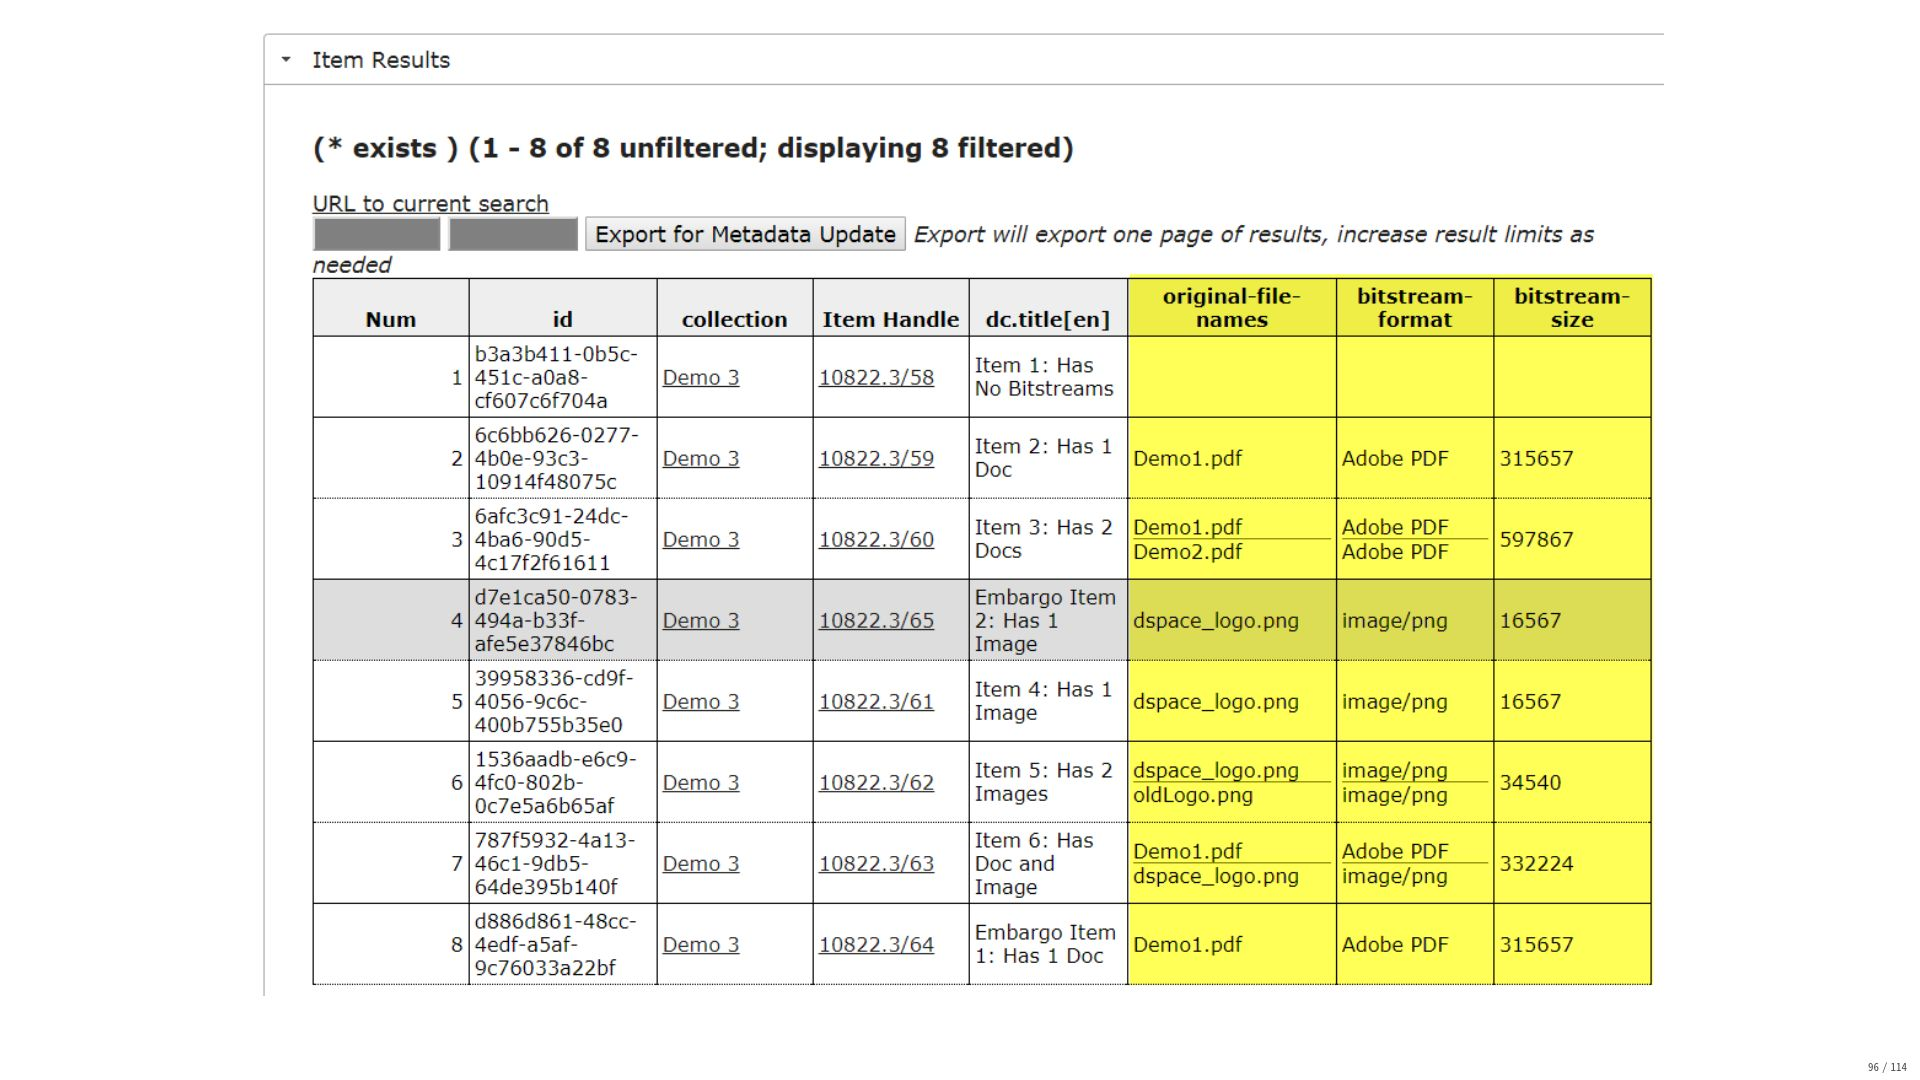 Item Results
(* exists ) (1 - 8 of 8 unfiltered; displaying 8 filtered)
URL to current search
Export for Metadata Update Export will export one page of results, increase result limits as
needed
Num id collection Item Handle dc.title[en] original-file-names bitstream-format bitstream-size
1 b3a3b411-0b5c-451c-a0a8-cf607c6f704a Demo 3 10822.3/58 Item 1: Has No Bitstreams
2 6c6bb626-0277-4b0e-93c3-10914f48075c Demo 3 10822.3/59 Item 2: Has 1 Doc Demo1.pdf Adobe PDF 315657
3 6afc3c91-24dc-4ba6-90d5-4c17f2f61611 Demo 3 10822.3/60 Item 3: Has 2 Docs Demo1.pdf Demo2.pdf Adobe PDF Adobe PDF 597867
4 d7e1ca50-0783-494a-b33f-afe5e37846bc Demo 3 10822.3/65 Embargo Item 2: Has 1 Image dspace_logo.png image/png 16567
5 39958336-cd9f-4056-9c6c-400b755b35e0 Demo 3 10822.3/61 Item 4: Has 1 Image dspace_logo.png image/png 16567
6 1536aadb-e6c9-4fc0-802b-0c7e5a6b65af Demo 3 10822.3/62 Item 5: Has 2 Images dspace_logo.png oldLogo.png image/png image/png 34540
7 787f5932-4a13-46c1-9db5-64de395b140f Demo 3 10822.3/63 Item 6: Has Doc and Image Demo1.pdf dspace_logo.png Adobe PDF image/png 332224
8 d886d861-48cc-4edf-a5af-9c76033a22bf Demo 3 10822.3/64 Embargo Item 1: Has 1 Doc Demo1.pdf Adobe PDF 315657
96 / 114